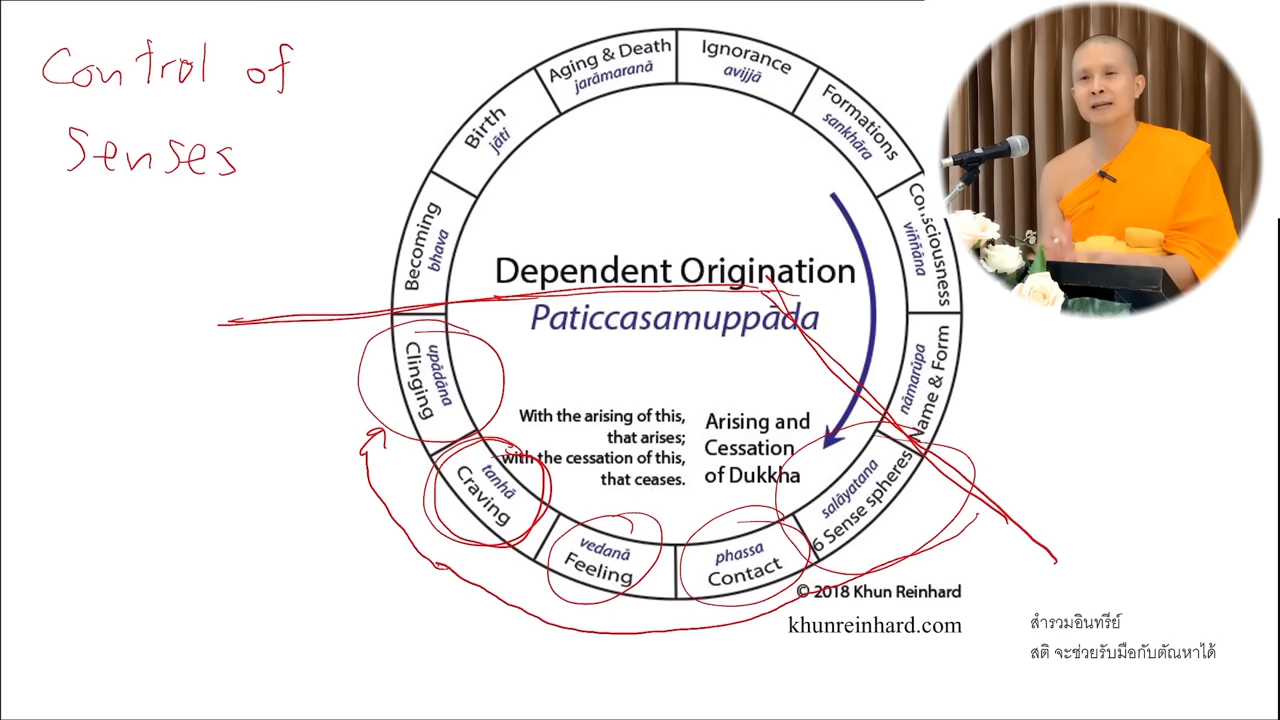 Control of
Senses
Aging & Death
jarāmaranā
Ignorance
avijjā
Formations
sankhāra
Consciousness
viññāna
Name & Form
nāmarūpa
6 Sense spheres
salāyatana
Contact
phassa
Feeling
vedanā
Craving
tanhā
Clinging
upādāna
Becoming
bhava
Birth
jāti
Dependent Origination
Paticcasamuppāda
With the arising of this,
that arises;
with the cessation of this,
that ceases.
Arising and
Cessation
of Dukkha
© 2018 Khun Reinhard
khunreinhard.com
สำรวมอินทรีย์
สติ จะช่วยรับมือกับตัณหาได้